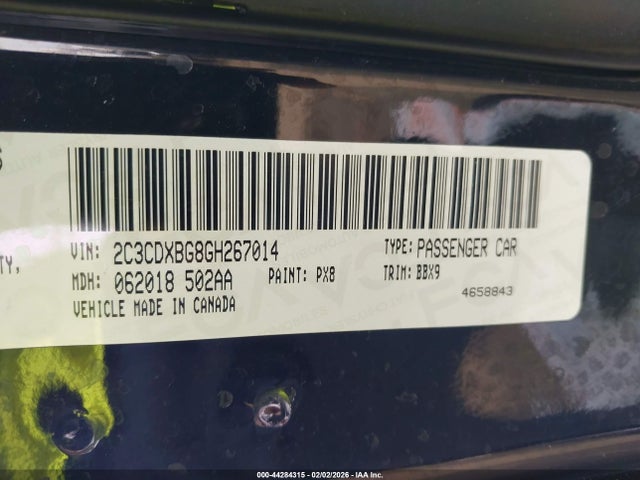 S
TY,
VIN: 2C3CDXBG8GH267014 TYPE: PASSENGER CAR
MDH: 062018 502AA PAINT: PX8 TRIM: BBX9
VEHICLE MADE IN CANADA 4658843
000-44284315 - 02/02/2026 - IAA Inc.